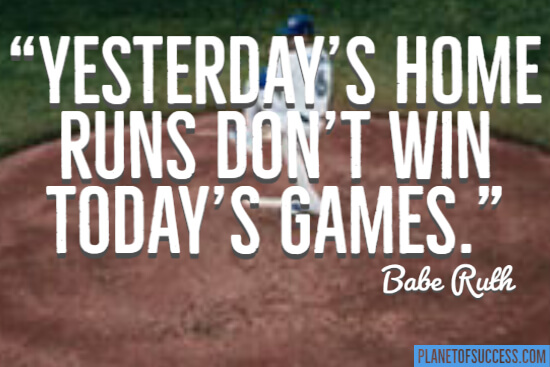 “YESTERDAY’S HOME
RUNS DON’T WIN
TODAY’S GAMES.”
Babe Ruth
PLANETOFSUCCESS.COM